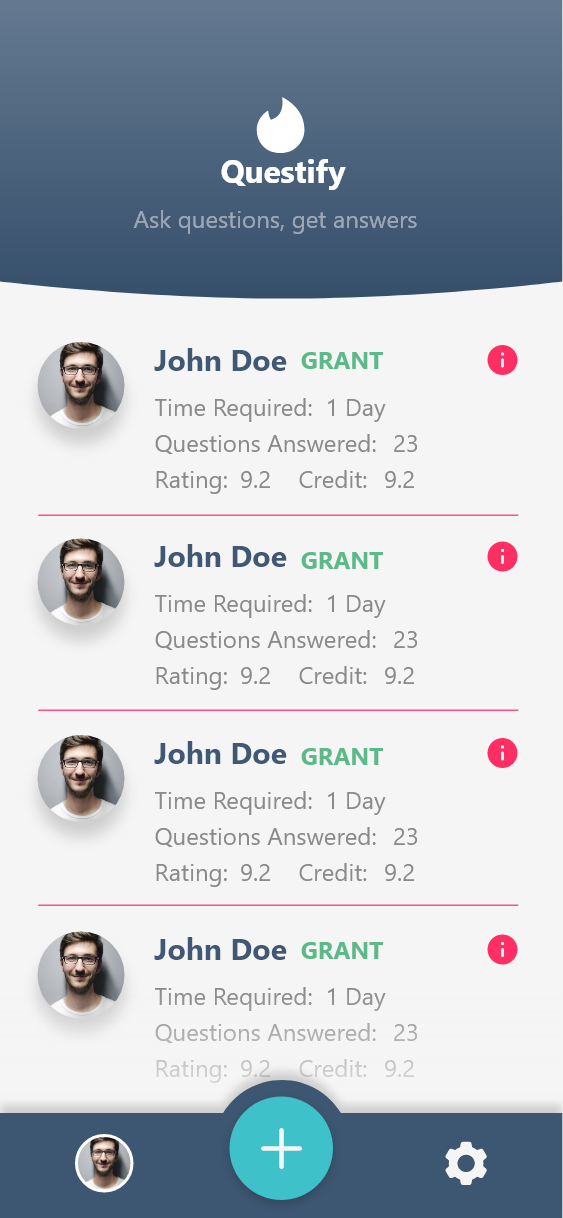 Questify
Ask questions, get answers
John Doe GRANT
Time Required: 1 Day
Questions Answered: 23
Rating: 9.2 Credit: 9.2
John Doe GRANT
Time Required: 1 Day
Questions Answered: 23
Rating: 9.2 Credit: 9.2
John Doe GRANT
Time Required: 1 Day
Questions Answered: 23
Rating: 9.2 Credit: 9.2
John Doe GRANT
Time Required: 1 Day
Questions Answered: 23
Rating: 9.2 Credit: 9.2